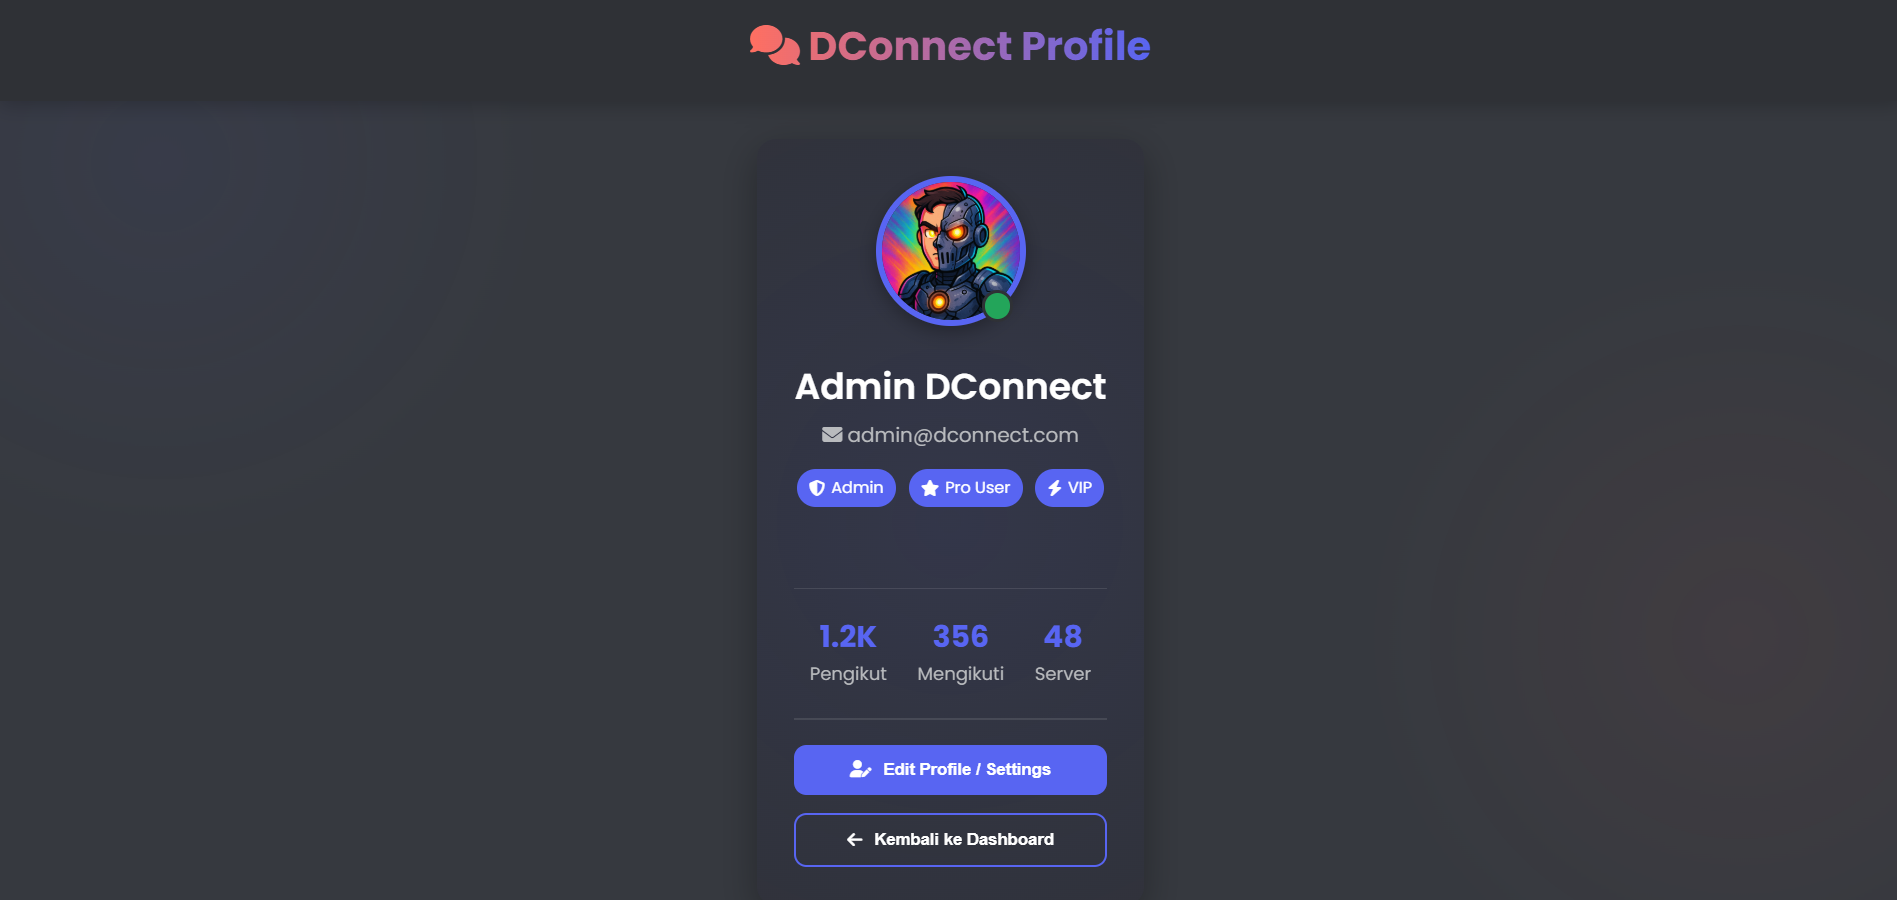 DConnect Profile
Admin DConnect
admin@dconnect.com
Admin Pro User VIP
1.2K 356 48
Pengikut Mengikuti Server
Edit Profile / Settings
Kembali ke Dashboard